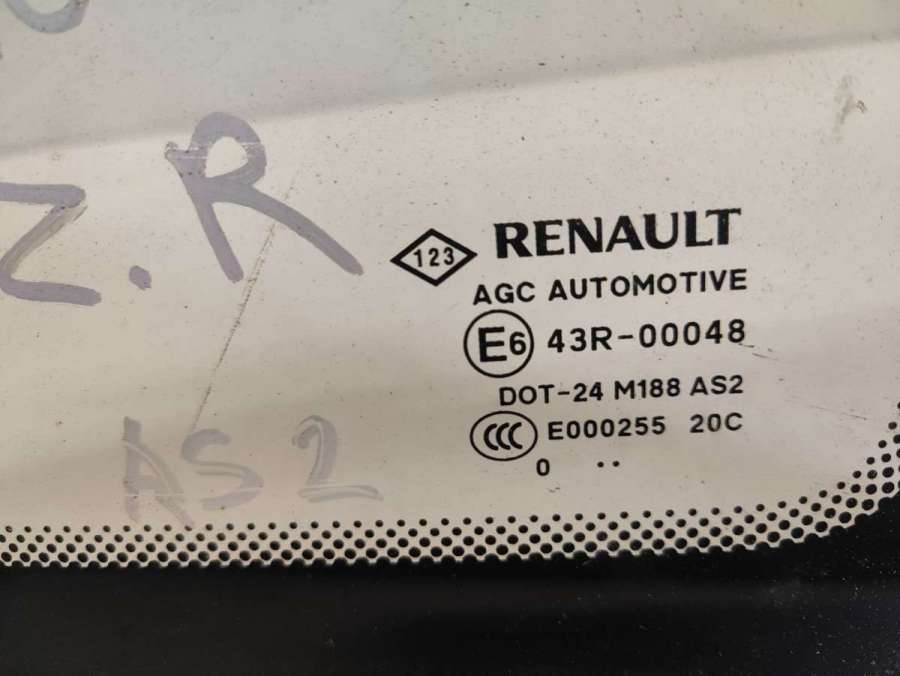 Z.R
123 RENAULT
AGC AUTOMOTIVE
E6 43R-00048
DOT-24 M188 AS2
CCC E000255 20C
0 ..
AS2